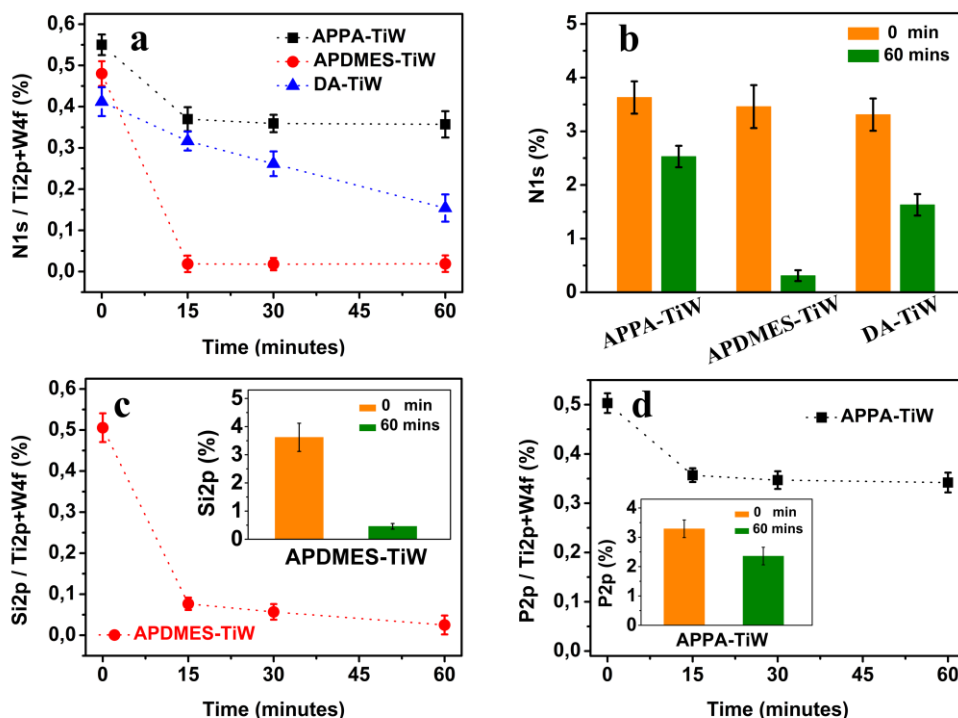 a
APPA-TiW
APDMES-TiW
DA-TiW
N1s / Ti2p+W4f (%)
0,6
0,5
0,4
0,3
0,2
0,1
0,0
0 15 30 45 60
Time (minutes)
b
0 min
60 mins
N1s (%)
5
4
3
2
1
0
APPA-TiW APDMES-TiW DA-TiW
c
Si2p / Ti2p+W4f (%)
0,6
0,5
0,4
0,3
0,2
0,1
0,0
0 15 30 45 60
Time (minutes)
APDMES-TiW
0 min
60 mins
Si2p (%)
5
4
3
2
1
0
APDMES-TiW
d
APPA-TiW
P2p / Ti2p+W4f (%)
0,5
0,4
0,3
0,2
0,1
0,0
0 15 30 45 60
Time (minutes)
0 min
60 mins
P2p (%)
4
3
2
1
0
APPA-TiW